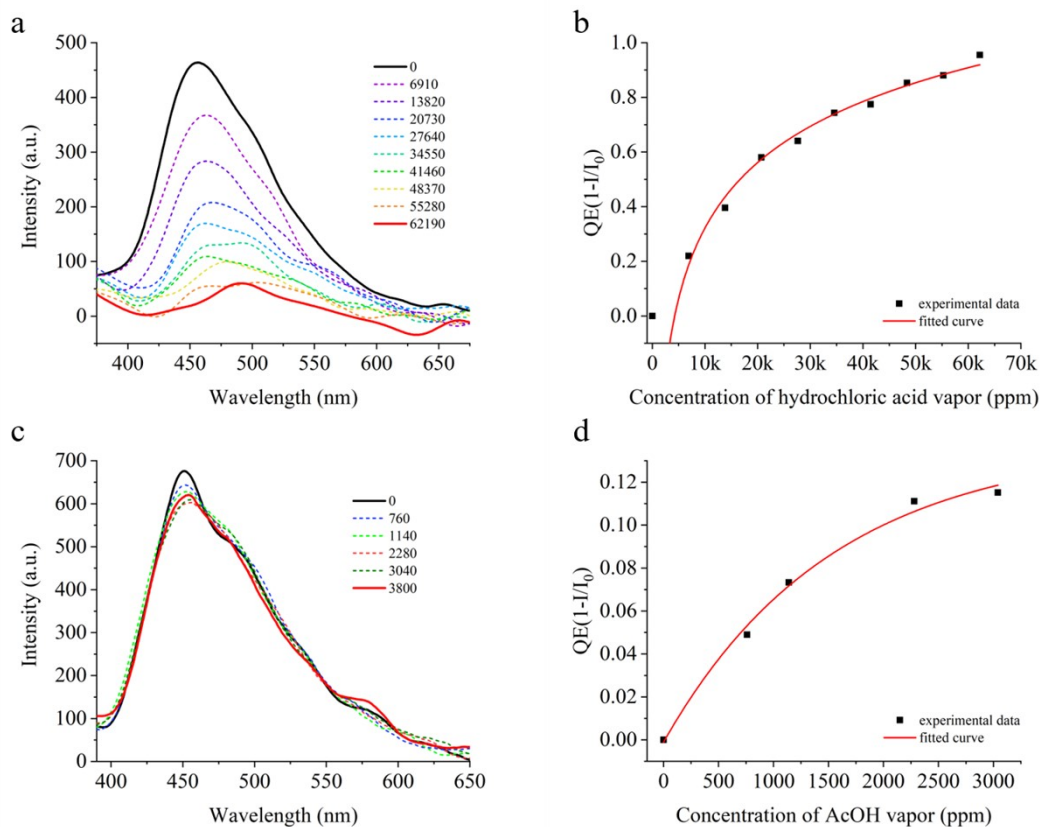 a
500
400
300
200
100
0
Intensity (a.u.)
400 450 500 550 600 650
Wavelength (nm)
0
6910
13820
20730
27640
34550
41460
48370
55280
62190
b
1.0
0.8
0.6
0.4
0.2
0.0
QE(1-I/I₀)
0 10k 20k 30k 40k 50k 60k 70k
Concentration of hydrochloric acid vapor (ppm)
experimental data
fitted curve
c
700
600
500
400
300
200
100
0
Intensity (a.u.)
400 450 500 550 600 650
Wavelength (nm)
0
760
1140
2280
3040
3800
d
0.12
0.10
0.08
0.06
0.04
0.02
0.00
QE(1-I/I₀)
0 500 1000 1500 2000 2500 3000
Concentration of AcOH vapor (ppm)
experimental data
fitted curve